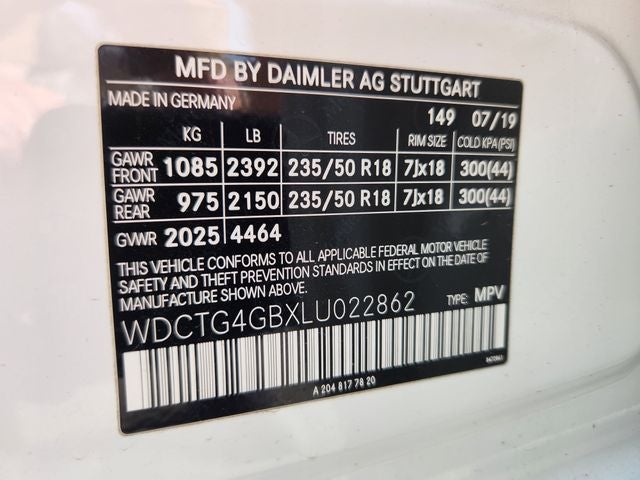 MFD BY DAIMLER AG STUTTGART
MADE IN GERMANY 149 07/19
KG LB TIRES RIM SIZE COLD KPA(PSI)
GAWR FRONT 1085 2392 235/50 R18 7Jx18 300(44)
GAWR REAR 975 2150 235/50 R18 7Jx18 300(44)
GVWR 2025 4464
THIS VEHICLE CONFORMS TO ALL APPLICABLE FEDERAL MOTOR VEHICLE
SAFETY AND THEFT PREVENTION STANDARDS IN EFFECT ON THE DATE OF
MANUFACTURE SHOWN ABOVE.
WDCTG4GBXLU022862 TYPE: MPV
A 204 817 78 20